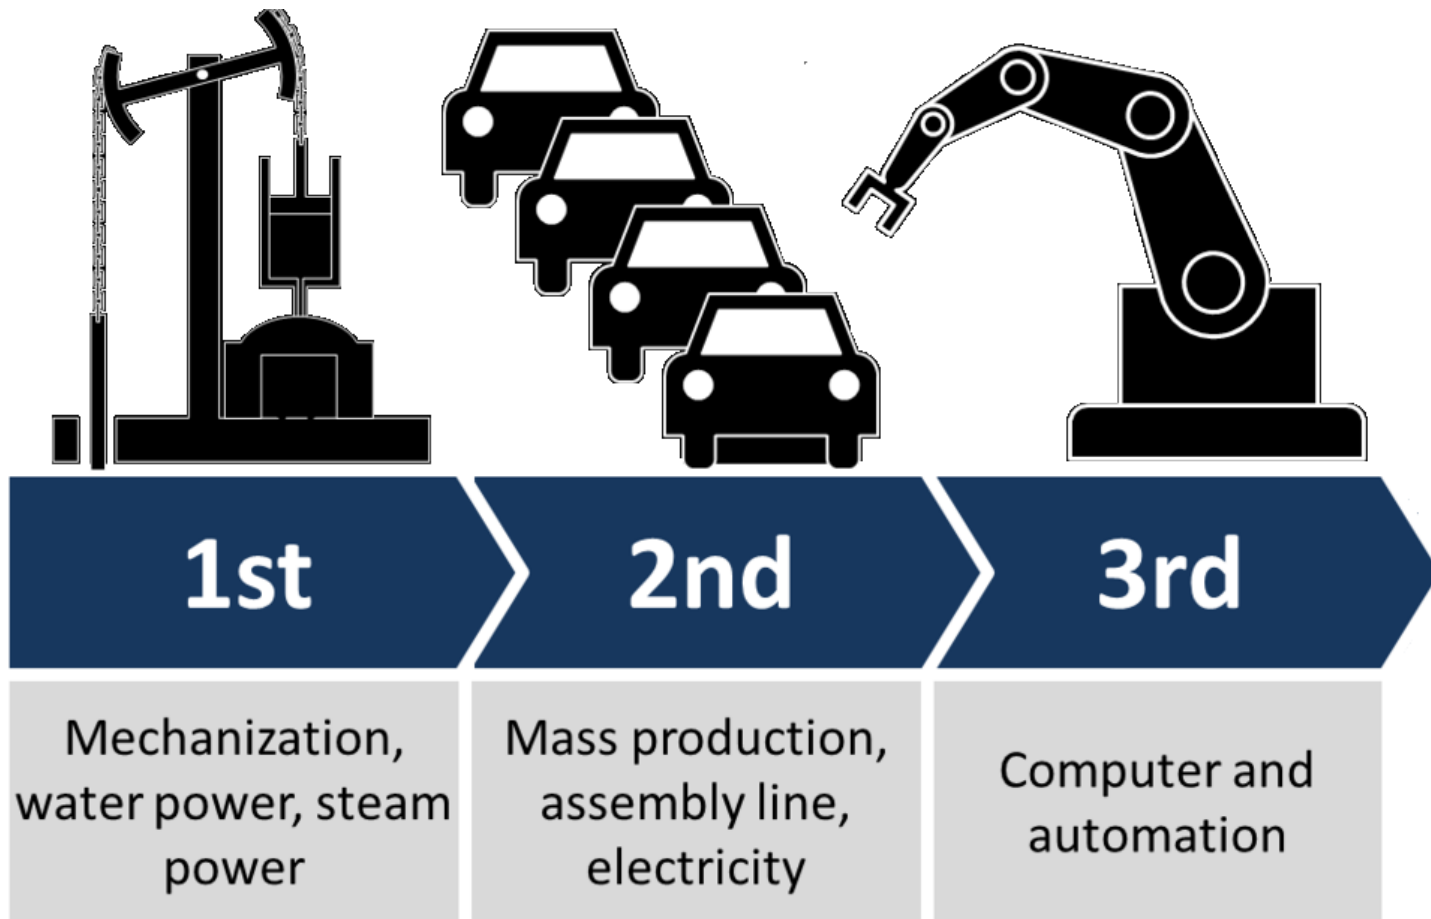 1st
2nd
3rd
Mechanization,
water power, steam
power
Mass production,
assembly line,
electricity
Computer and
automation